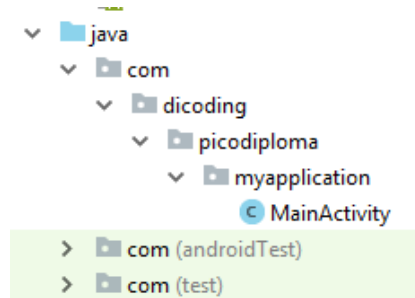 java
com
dicoding
picodiploma
myapplication
C MainActivity
com (androidTest)
com (test)